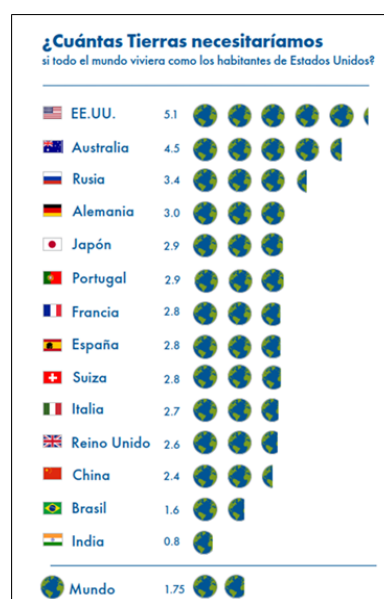 ¿Cuántas Tierras necesitaríamos
si todo el mundo viviera como los habitantes de Estados Unidos?
EE.UU. 5.1
Australia 4.5
Rusia 3.4
Alemania 3.0
Japón 2.9
Portugal 2.9
Francia 2.8
España 2.8
Suiza 2.8
Italia 2.7
Reino Unido 2.6
China 2.4
Brasil 1.6
India 0.8
Mundo 1.75